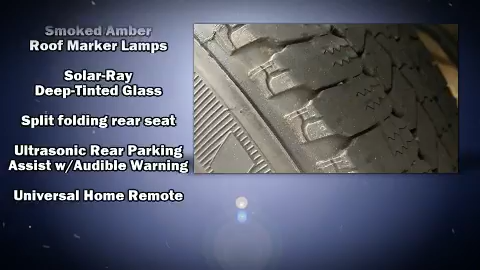 Smoked Amber
Roof Marker Lamps
Solar-Ray
Deep-Tinted Glass
Split folding rear seat
Ultrasonic Rear Parking
Assist w/Audible Warning
Universal Home Remote